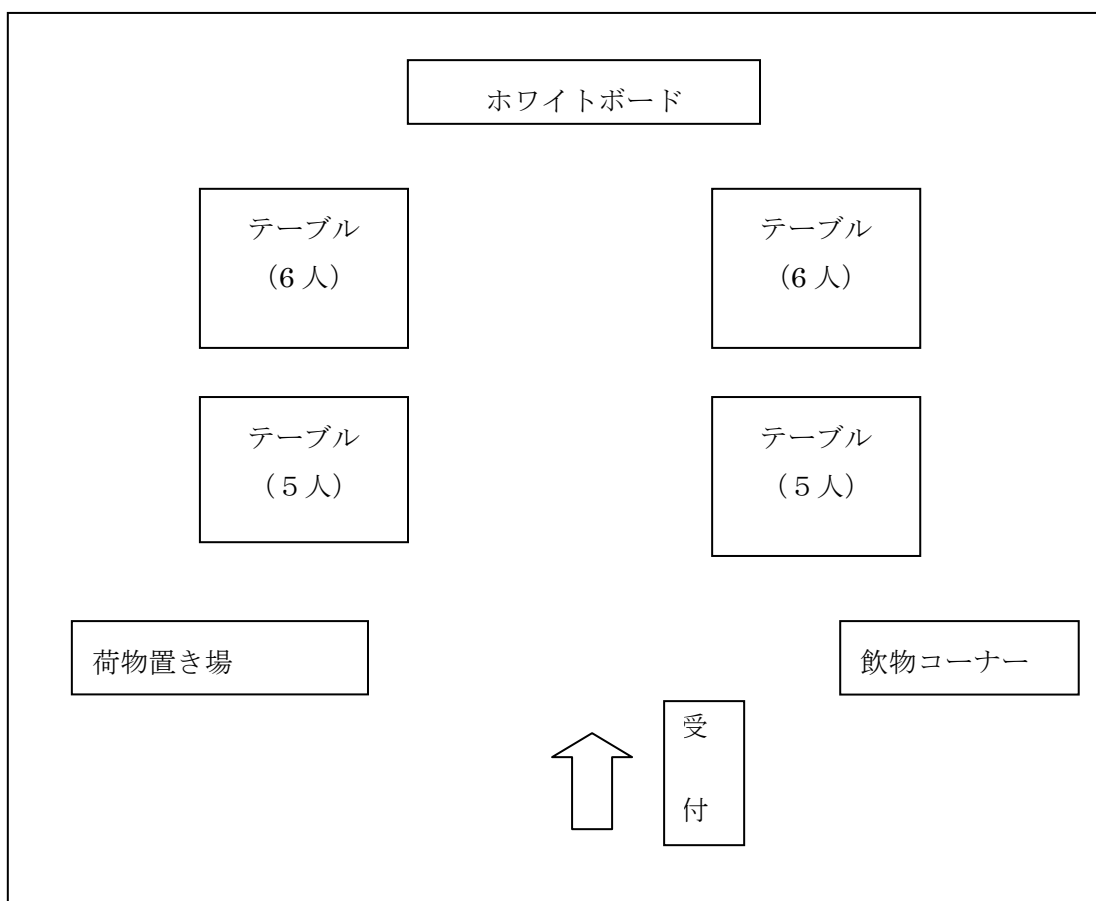 ホワイトボード
テーブル
(6 人)
テーブル
(6 人)
テーブル
(５人)
テーブル
(５人)
荷物置き場
飲物コーナー
受
付